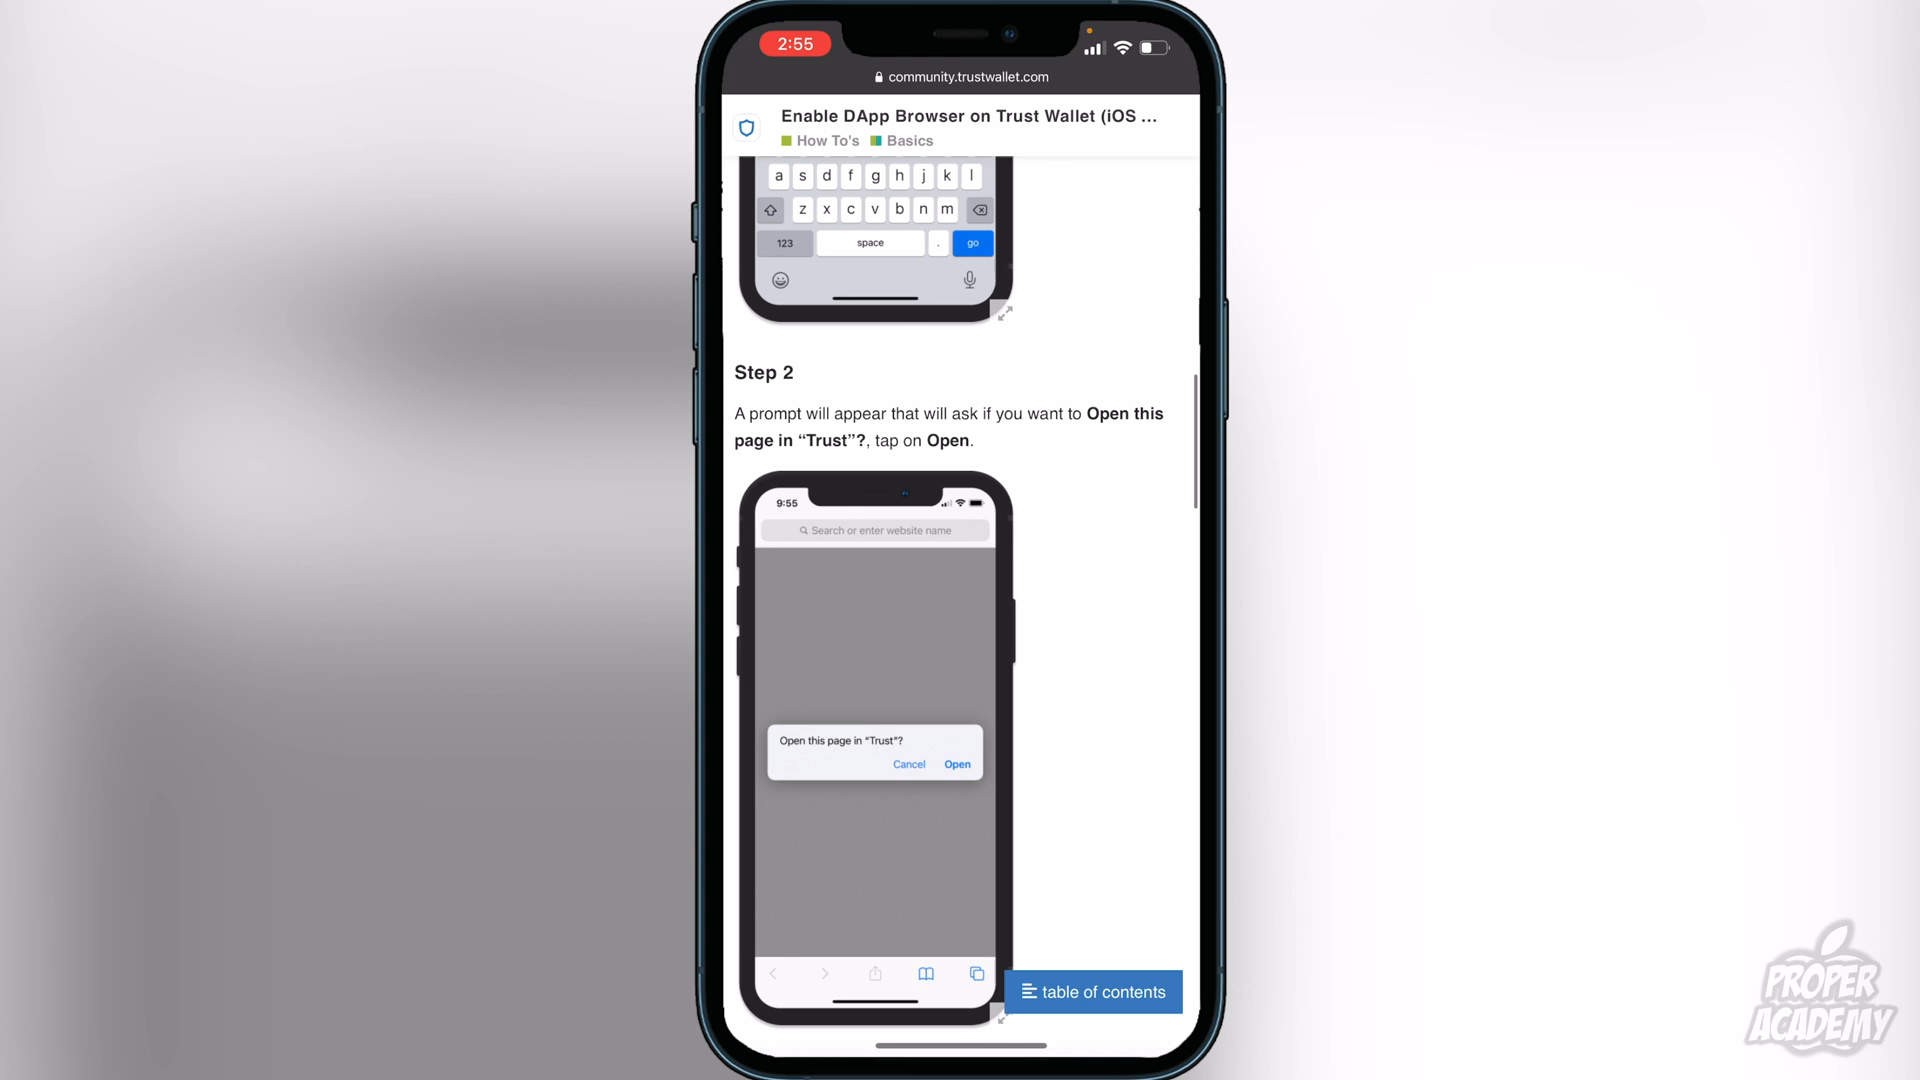 2:55
community.trustwallet.com
Enable DApp Browser on Trust Wallet (iOS ...
How To's Basics
a s d f g h j k l
z x c v b n m
123 space . go
Step 2
A prompt will appear that will ask if you want to Open this
page in “Trust”?, tap on Open.
9:55
Search or enter website name
Open this page in “Trust”?
Cancel Open
table of contents
PROPER
ACADEMY